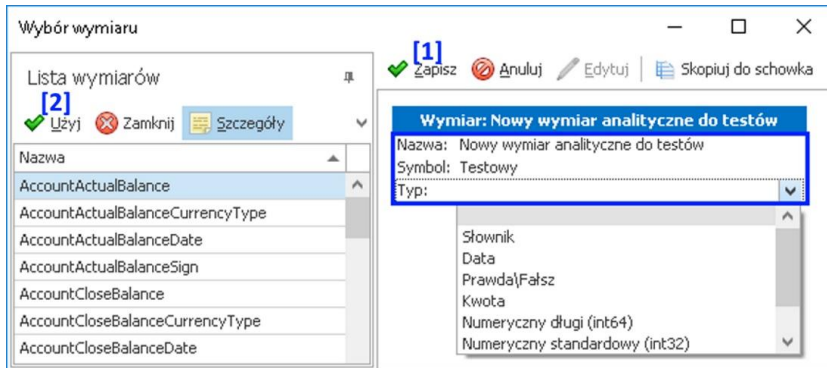 Wybór wymiaru
Lista wymiarów
[2]
Użyj Zamknij Szczegóły
Nazwa
AccountActualBalance
AccountActualBalanceCurrencyType
AccountActualBalanceDate
AccountActualBalanceSign
AccountCloseBalance
AccountCloseBalanceCurrencyType
AccountCloseBalanceDate
[1]
Zapisz Anuluj Edytuj Skopiuj do schowka
Wymiar: Nowy wymiar analityczne do testów
Nazwa: Nowy wymiar analityczne do testów
Symbol: Testowy
Typ:
Słownik
Data
Prawda\Fałsz
Kwota
Numeryczny długi (int64)
Numeryczny standardowy (int32)